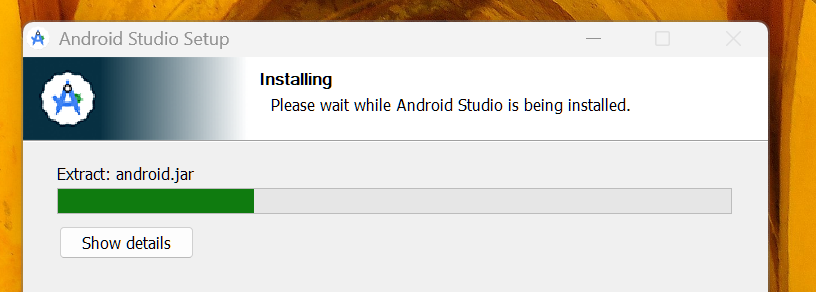 Android Studio Setup
Installing
Please wait while Android Studio is being installed.
Extract: android.jar
Show details